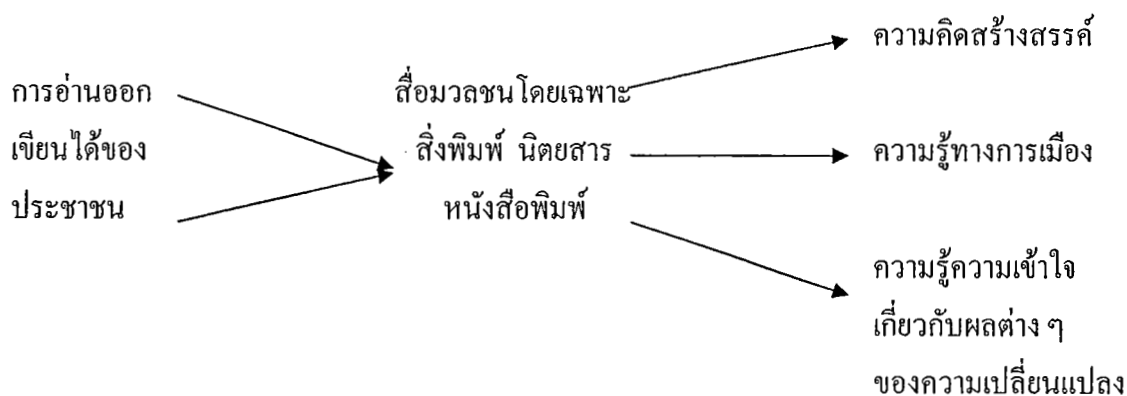 การอ่านออก
เขียนได้ของ
ประชาชน
สื่อมวลชนโดยเฉพาะ
สิ่งพิมพ์ นิตยสาร
หนังสือพิมพ์
ความคิดสร้างสรรค์
ความรู้ทางการเมือง
ความรู้ความเข้าใจ
เกี่ยวกับผลต่าง ๆ
ของความเปลี่ยนแปลง